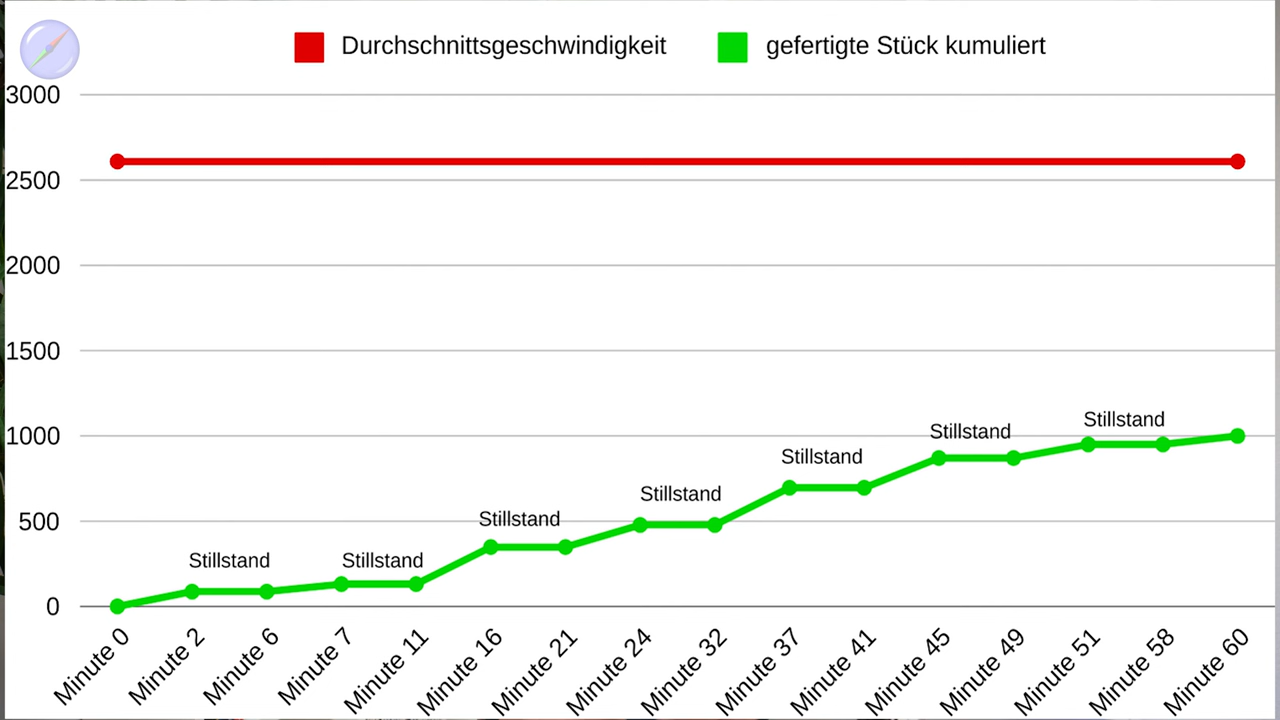 Durchschnittsgeschwindigkeit gefertigte Stück kumuliert
3000
2500
2000
1500
1000
500
0
Stillstand
Stillstand
Stillstand
Stillstand
Stillstand
Stillstand
Stillstand
Minute 0
Minute 2
Minute 6
Minute 7
Minute 11
Minute 16
Minute 21
Minute 24
Minute 32
Minute 37
Minute 41
Minute 45
Minute 49
Minute 51
Minute 58
Minute 60